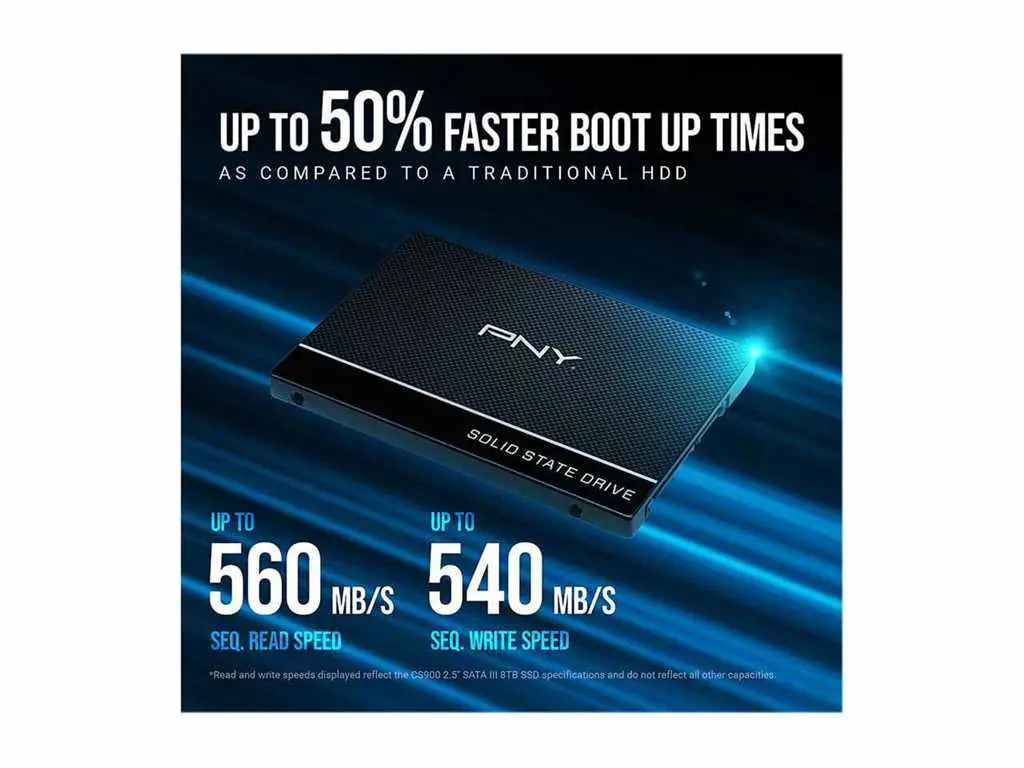 UP TO 50% FASTER BOOT UP TIMES
AS COMPARED TO A TRADITIONAL HDD
PNY
SOLID STATE DRIVE
UP TO
560 MB/S
SEQ. READ SPEED
UP TO
540 MB/S
SEQ. WRITE SPEED
*Read and write speeds displayed reflect the CS900 2.5" SATA III 8TB SSD specifications and do not reflect all other capacities.